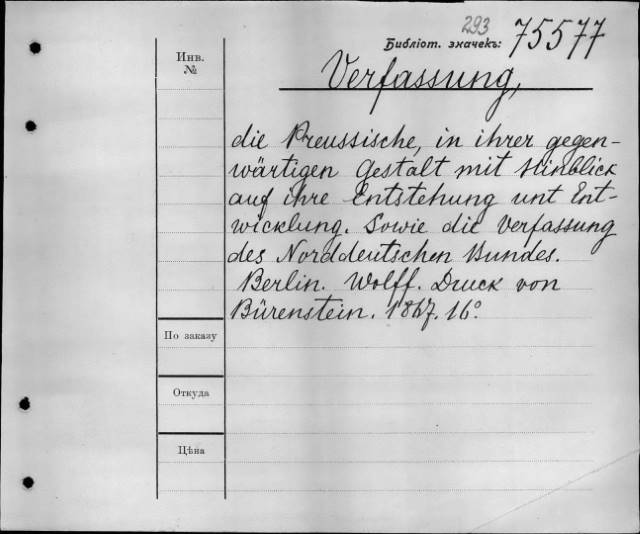 293
Библіот. значекъ: 75577
Инв.
№
Verfassung,
die Preussische, in ihrer gegen-
wärtigen Gestalt mit Hinblick
auf ihre Entstehung unt Ent-
wicklung. Sowie die Verfassung
des Norddeutschen Bundes.
Berlin. Wolff. Druck von
Bürenstein. 1867. 16°.
По заказу
Откуда
Цѣна